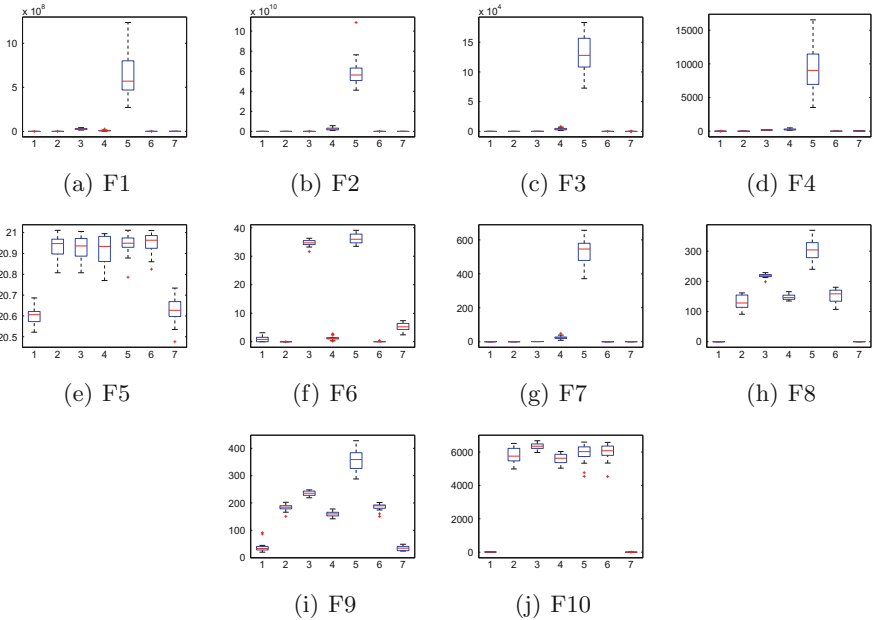 x 10^8
10
5
0
1 2 3 4 5 6 7
(a) F1
x 10^10
10
8
6
4
2
0
1 2 3 4 5 6 7
(b) F2
x 10^4
15
10
5
0
1 2 3 4 5 6 7
(c) F3
15000
10000
5000
0
1 2 3 4 5 6 7
(d) F4
21
20.9
20.8
20.7
20.6
20.5
1 2 3 4 5 6 7
(e) F5
40
30
20
10
0
1 2 3 4 5 6 7
(f) F6
600
400
200
0
1 2 3 4 5 6 7
(g) F7
300
200
100
0
1 2 3 4 5 6 7
(h) F8
400
300
200
100
0
1 2 3 4 5 6 7
(i) F9
6000
4000
2000
0
1 2 3 4 5 6 7
(j) F10